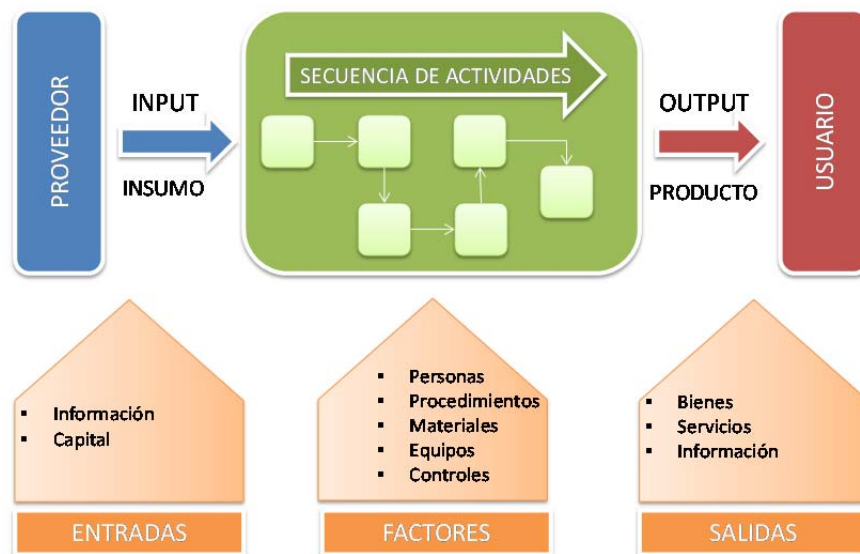 PROVEEDOR
INPUT
INSUMO
SECUENCIA DE ACTIVIDADES
OUTPUT
PRODUCTO
USUARIO
▪ Información
▪ Capital
ENTRADAS
▪ Personas
▪ Procedimientos
▪ Materiales
▪ Equipos
▪ Controles
FACTORES
▪ Bienes
▪ Servicios
▪ Información
SALIDAS